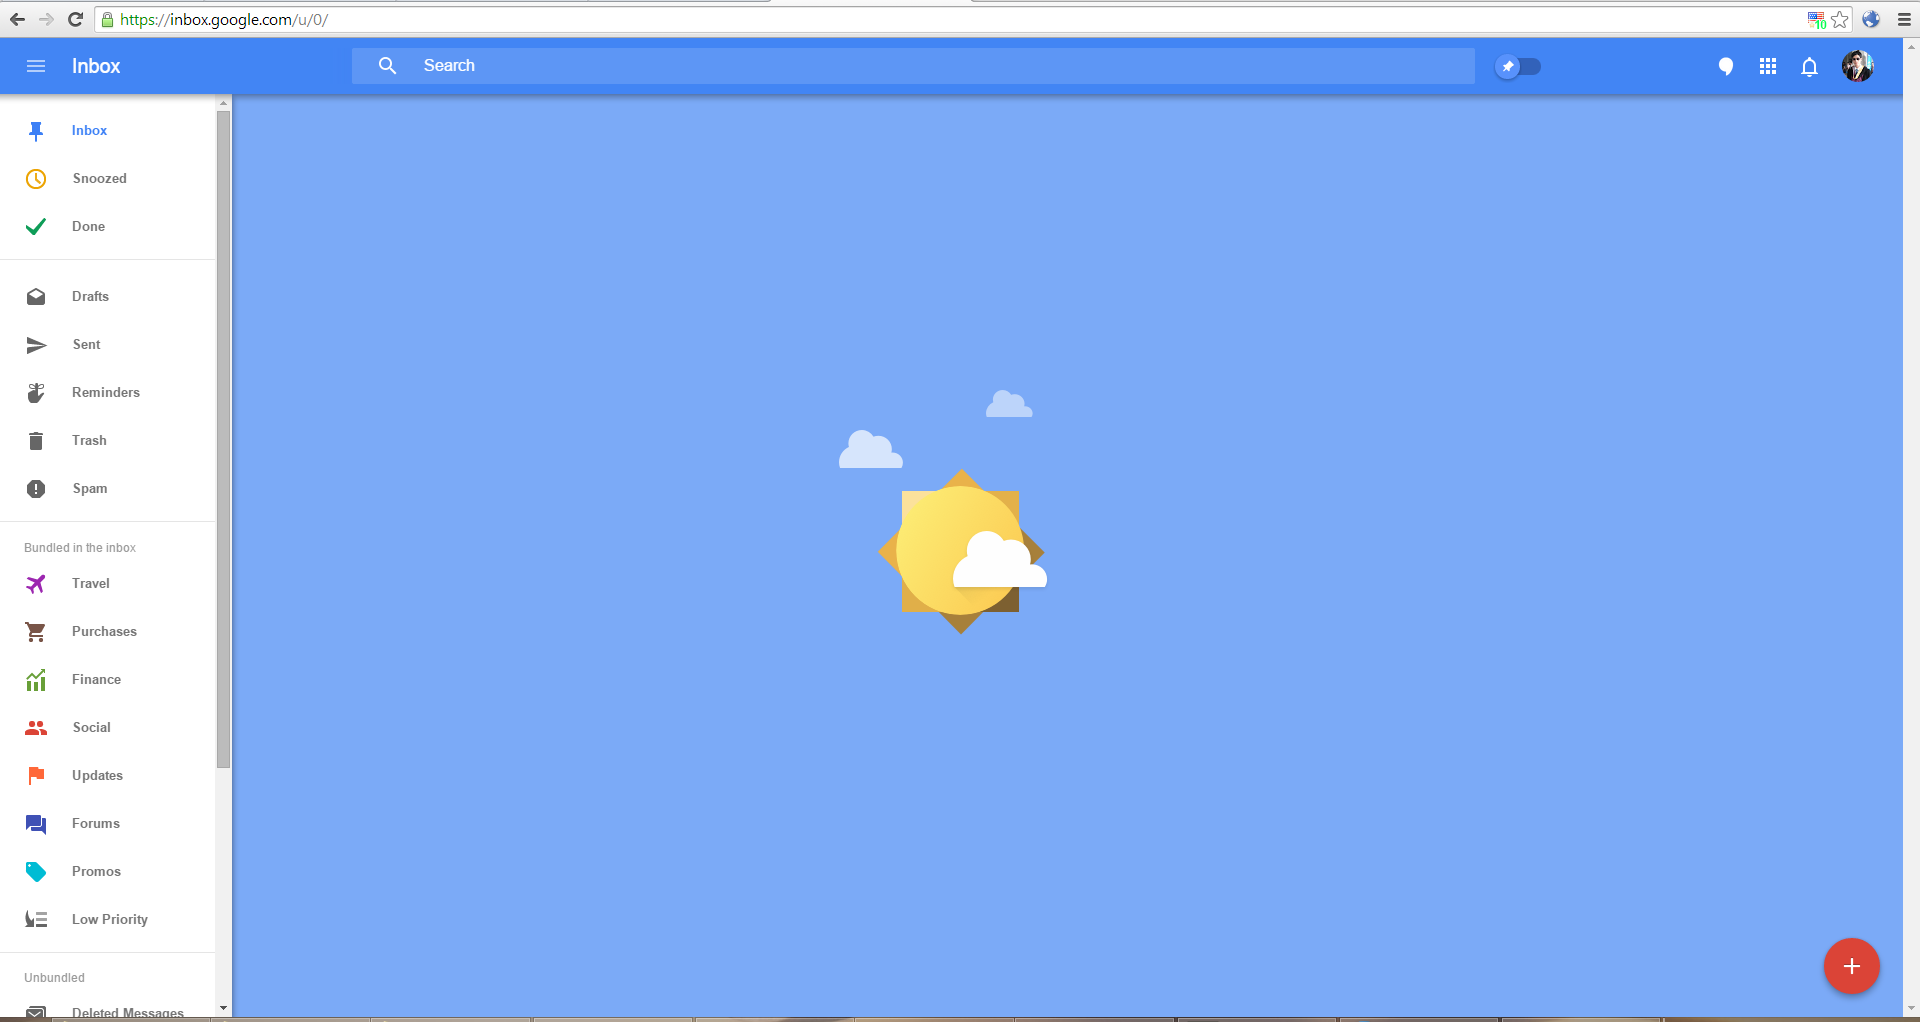 https://inbox.google.com/u/0/
10
Inbox
Search
Inbox
Snoozed
Done
Drafts
Sent
Reminders
Trash
Spam
Bundled in the inbox
Travel
Purchases
Finance
Social
Updates
Forums
Promos
Low Priority
Unbundled
Deleted Messages